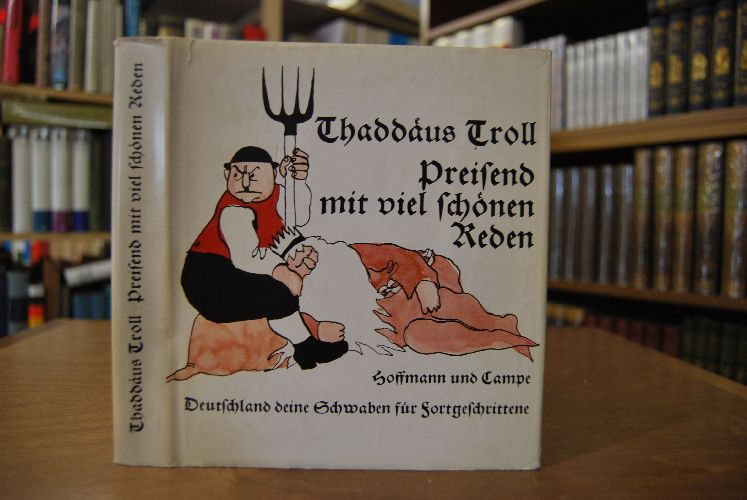 Thaddäus Troll Preiſend mit viel ſchönen Reden
Thaddäus Troll
Preiſend
mit viel ſchönen
Reden
Hoffmann und Campe
Deutſchland deine Schwaben für Fortgeſchrittene